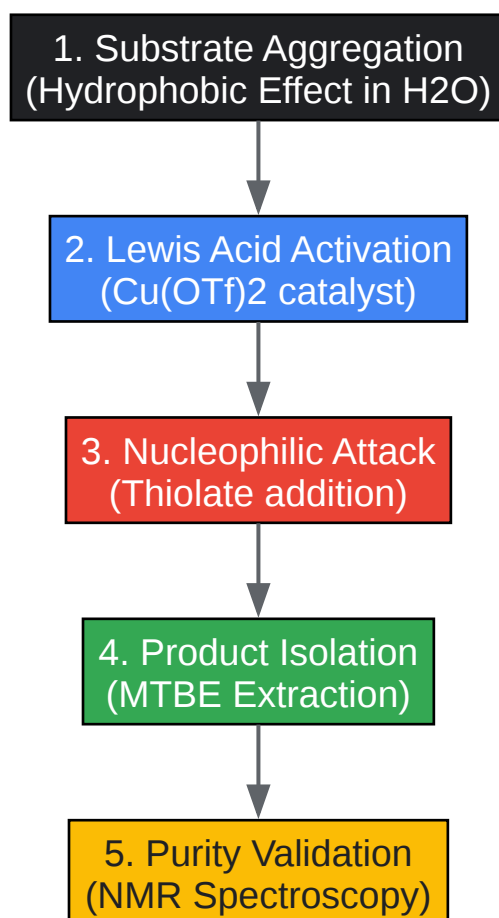 1. Substrate Aggregation
(Hydrophobic Effect in H2O)
2. Lewis Acid Activation
(Cu(OTf)2 catalyst)
3. Nucleophilic Attack
(Thiolate addition)
4. Product Isolation
(MTBE Extraction)
5. Purity Validation
(NMR Spectroscopy)